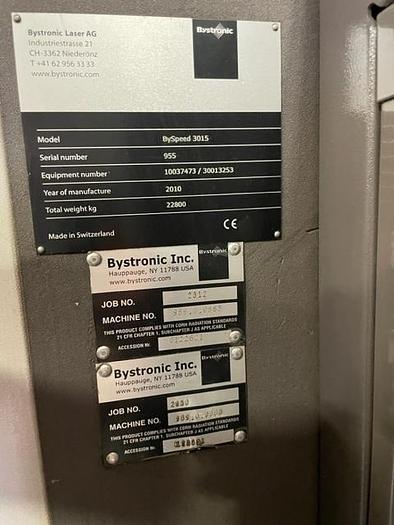 Bystronic Laser AG
Industriestrasse 21
CH-3362 Niederönz
T +41 62 956 33 33
www.bystronic.com
Bystronic
Model BySpeed 3015
Serial number 955
Equipment number 10037473 / 30013253
Year of manufacture 2010
Total weight kg 22800
Made in Switzerland CE
Bystronic Inc.
Hauppauge, NY 11788 USA
www.bystronic.com
Bystronic
JOB NO. 2312
MACHINE NO.
THIS PRODUCT COMPLIES WITH CDRH RADIATION STANDARDS
21 CFR CHAPTER 1, SUBCHAPTER J AS APPLICABLE
ACCESSION Nr.
Bystronic Inc.
Hauppauge, NY 11788 USA
www.bystronic.com
Bystronic
JOB NO.
MACHINE NO.
THIS PRODUCT COMPLIES WITH CDRH RADIATION STANDARDS
21 CFR CHAPTER 1, SUBCHAPTER J AS APPLICABLE
ACCESSION Nr.